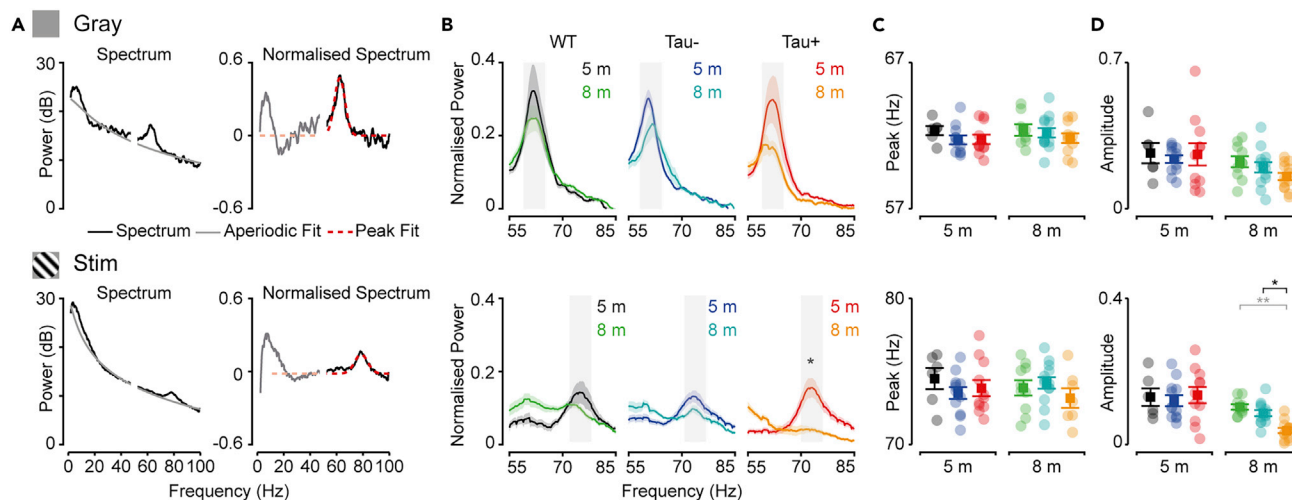 A
Gray
Spectrum
Normalised Spectrum
Power (dB)
30
0
0.6
0
-0.6
Spectrum
Aperiodic Fit
Peak Fit
Stim
Spectrum
Normalised Spectrum
Power (dB)
30
0
0 20 40 60 80 100
0.6
0
-0.6
0 20 40 60 80 100
Frequency (Hz)
B
WT
Tau-
Tau+
Normalised Power
0.4
0.2
0
5 m
8 m
5 m
8 m
5 m
8 m
55 70 85
55 70 85
55 70 85
Normalised Power
0.4
0.2
0
5 m
8 m
5 m
8 m
5 m
8 m
*
55 70 85
55 70 85
55 70 85
Frequency (Hz)
C
Peak (Hz)
67
57
5 m 8 m
Peak (Hz)
80
70
5 m 8 m
D
Amplitude
0.7
0
5 m 8 m
Amplitude
0.4
0
*
**
5 m 8 m